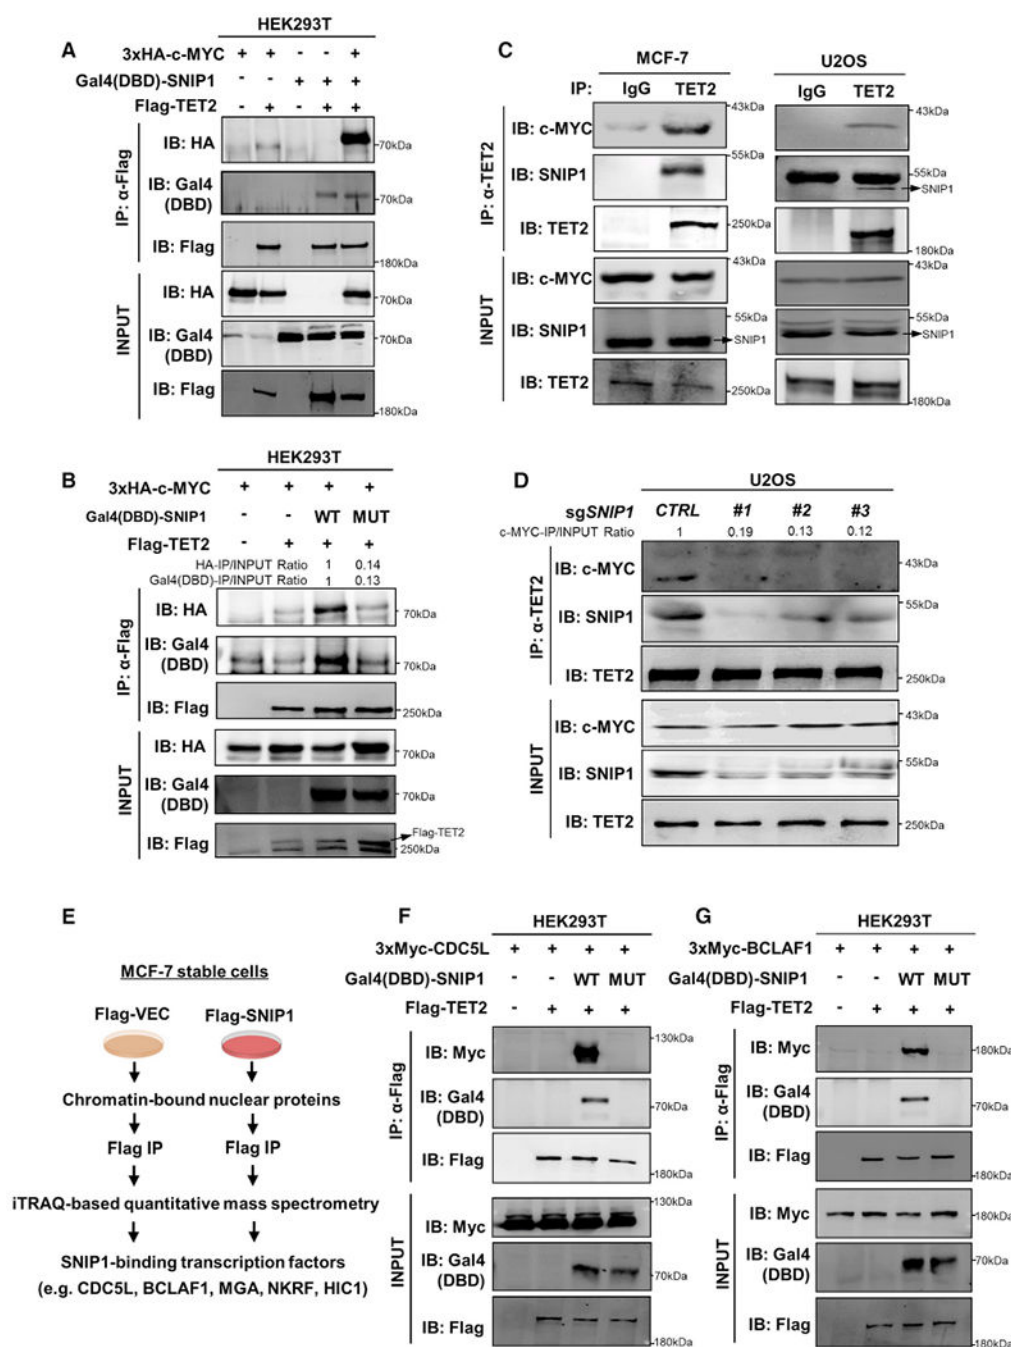 A
HEK293T
3xHA-c-MYC + + - - +
Gal4(DBD)-SNIP1 - - + + +
Flag-TET2 - + - + +
IP: α-Flag
IB: HA
70kDa
IB: Gal4
(DBD)
70kDa
IB: Flag
180kDa
INPUT
IB: HA
70kDa
IB: Gal4
(DBD)
70kDa
IB: Flag
180kDa
B
HEK293T
3xHA-c-MYC + + + +
Gal4(DBD)-SNIP1 - - WT MUT
Flag-TET2 - + + +
HA-IP/INPUT Ratio 1 0.14
Gal4(DBD)-IP/INPUT Ratio 1 0.13
IP: α-Flag
IB: HA
70kDa
IB: Gal4
(DBD)
70kDa
IB: Flag
250kDa
INPUT
IB: HA
70kDa
IB: Gal4
(DBD)
70kDa
IB: Flag
Flag-TET2
250kDa
C
MCF-7 U2OS
IP: IgG TET2 IgG TET2
IP: α-TET2
IB: c-MYC
43kDa 43kDa
IB: SNIP1
55kDa 55kDa
SNIP1
IB: TET2
250kDa
180kDa
INPUT
IB: c-MYC
43kDa 43kDa
IB: SNIP1
55kDa 55kDa
SNIP1 SNIP1
IB: TET2
250kDa
180kDa
D
U2OS
sgSNIP1 CTRL #1 #2 #3
c-MYC-IP/INPUT Ratio 1 0.19 0.13 0.12
IP: α-TET2
IB: c-MYC
43kDa
IB: SNIP1
55kDa
IB: TET2
250kDa
INPUT
IB: c-MYC
43kDa
IB: SNIP1
55kDa
IB: TET2
250kDa
E
MCF-7 stable cells
Flag-VEC Flag-SNIP1
Chromatin-bound nuclear proteins
Flag IP Flag IP
iTRAQ-based quantitative mass spectrometry
SNIP1-binding transcription factors
(e.g. CDC5L, BCLAF1, MGA, NKRF, HIC1)
F
HEK293T
3xMyc-CDC5L + + + +
Gal4(DBD)-SNIP1 - - WT MUT
Flag-TET2 - + + +
IP: α-Flag
IB: Myc
130kDa
IB: Gal4
(DBD)
70kDa
IB: Flag
180kDa
INPUT
IB: Myc
130kDa
IB: Gal4
(DBD)
70kDa
IB: Flag
180kDa
G
HEK293T
3xMyc-BCLAF1 + + + +
Gal4(DBD)-SNIP1 - - WT MUT
Flag-TET2 - + + +
IP: α-Flag
IB: Myc
180kDa
IB: Gal4
(DBD)
70kDa
IB: Flag
180kDa
INPUT
IB: Myc
180kDa
IB: Gal4
(DBD)
70kDa
IB: Flag
180kDa